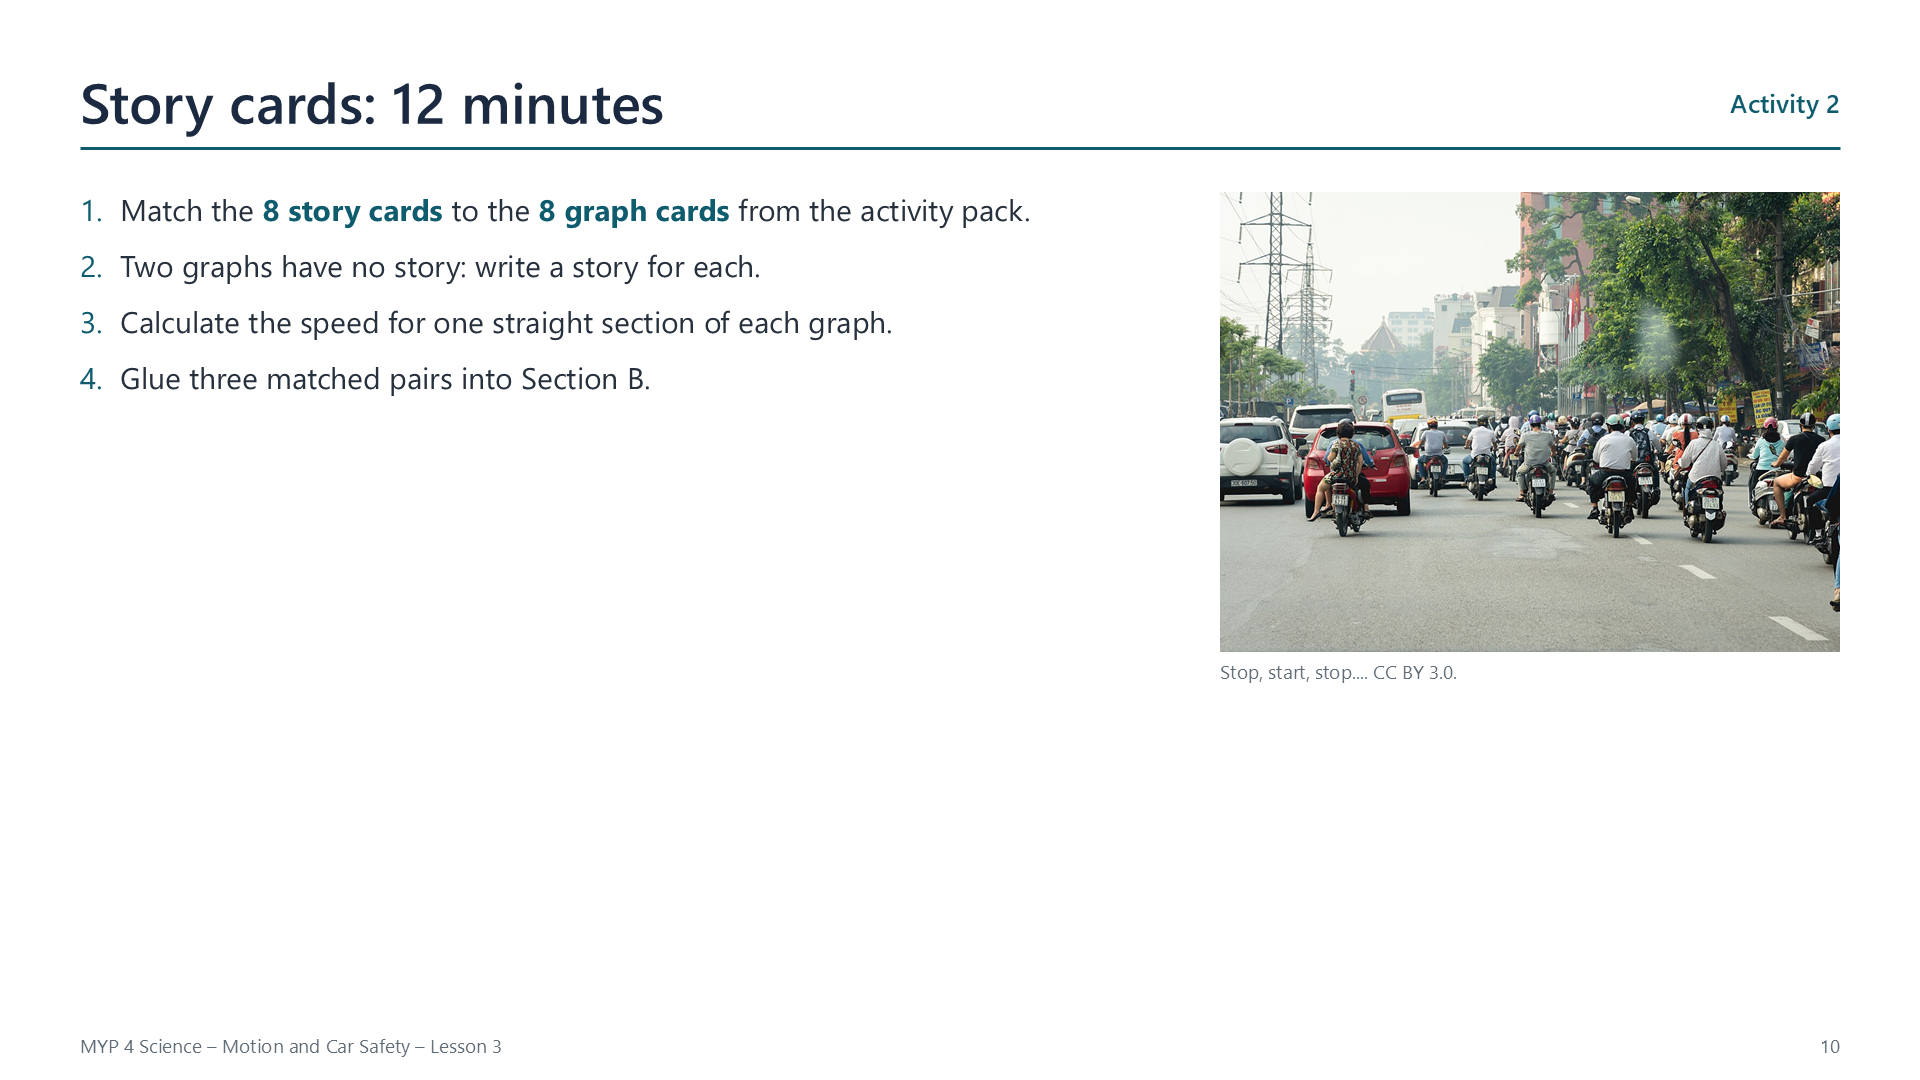 Story cards: 12 minutes
Activity 2
1. Match the 8 story cards to the 8 graph cards from the activity pack.
2. Two graphs have no story: write a story for each.
3. Calculate the speed for one straight section of each graph.
4. Glue three matched pairs into Section B.
Stop, start, stop.... CC BY 3.0.
MYP 4 Science – Motion and Car Safety – Lesson 3
10